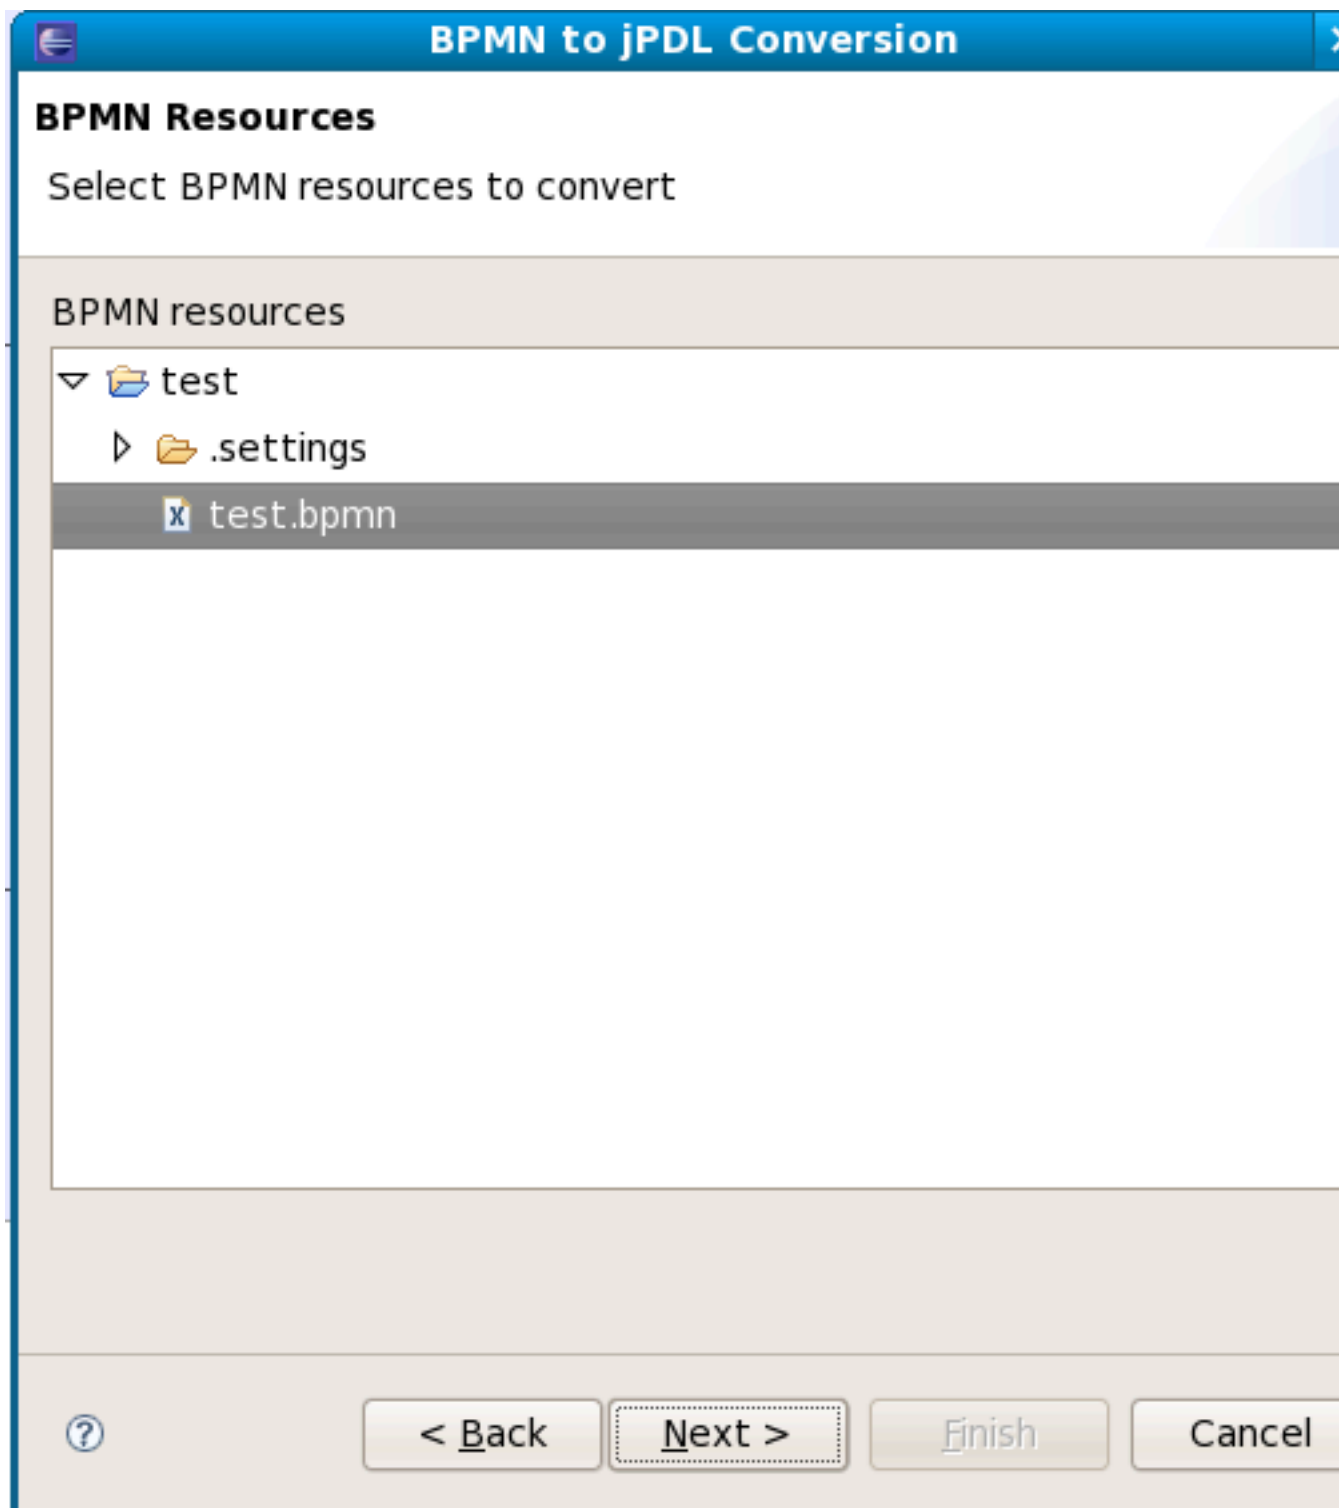 BPMN to jPDL Conversion
BPMN Resources
Select BPMN resources to convert
BPMN resources
test
.settings
test.bpmn
< Back
Next >
Finish
Cancel